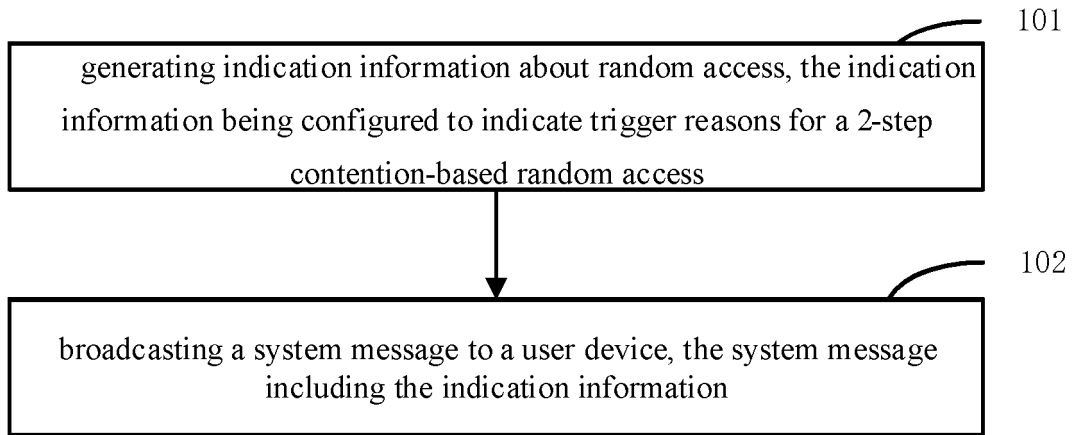 101
generating indication information about random access, the indication
information being configured to indicate trigger reasons for a 2-step
contention-based random access
102
broadcasting a system message to a user device, the system message
including the indication information